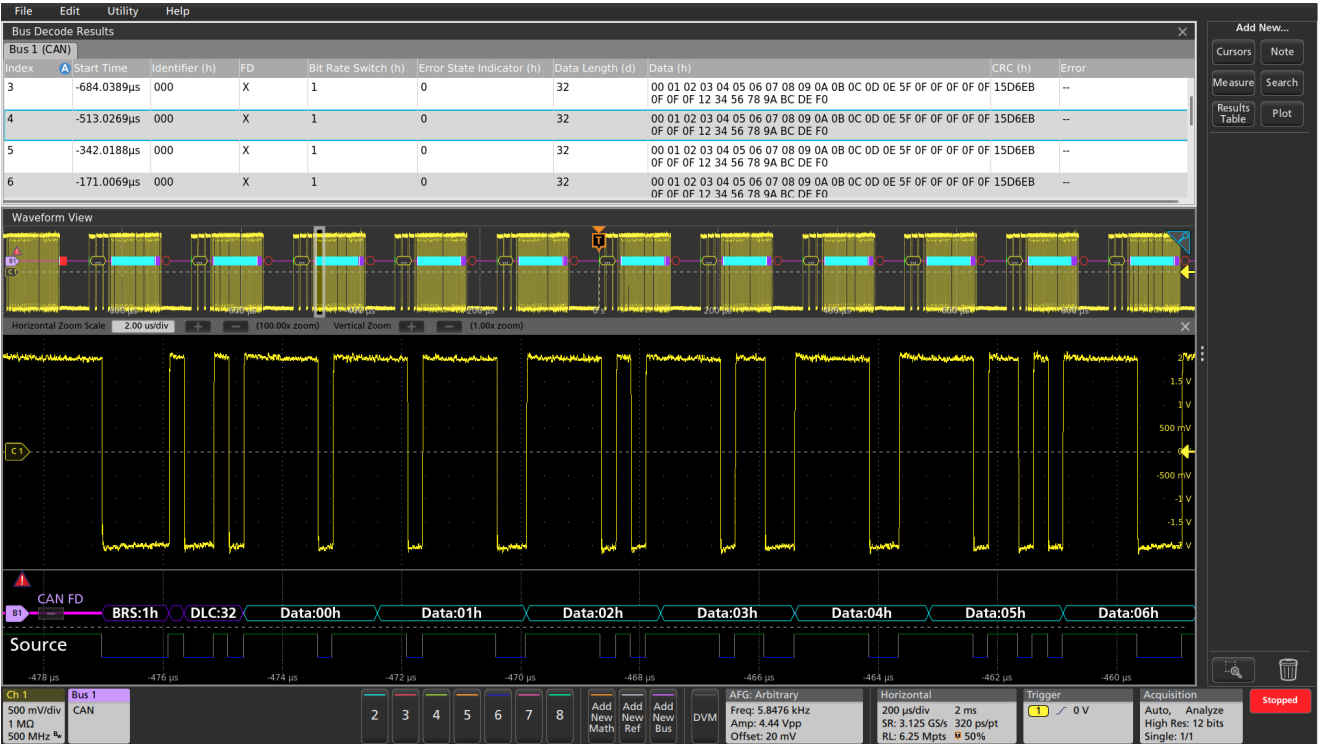 File Edit Utility Help
Add New...
Bus Decode Results
Bus 1 (CAN)
Cursors Note
Index A Start Time Identifier (h) FD Bit Rate Switch (h) Error State Indicator (h) Data Length (d) Data (h) CRC (h) Error
3 -684.0389µs 000 X 1 0 32 00 01 02 03 04 05 06 07 08 09 0A 0B 0C 0D 0E 5F 0F 0F 0F 0F 0F 15D6EB --
0F 0F 0F 12 34 56 78 9A BC DE F0
Measure Search
4 -513.0269µs 000 X 1 0 32 00 01 02 03 04 05 06 07 08 09 0A 0B 0C 0D 0E 5F 0F 0F 0F 0F 0F 15D6EB --
0F 0F 0F 12 34 56 78 9A BC DE F0
Results
Table
Plot
5 -342.0188µs 000 X 1 0 32 00 01 02 03 04 05 06 07 08 09 0A 0B 0C 0D 0E 5F 0F 0F 0F 0F 0F 15D6EB --
0F 0F 0F 12 34 56 78 9A BC DE F0
6 -171.0069µs 000 X 1 0 32 00 01 02 03 04 05 06 07 08 09 0A 0B 0C 0D 0E 5F 0F 0F 0F 0F 0F 15D6EB --
0F 0F 0F 12 34 56 78 9A BC DE F0
Waveform View
T
B1
C1
0 s
Horizontal Zoom Scale 2.00 us/div + − (100.00x zoom) Vertical Zoom + − (1.00x zoom)
1.5 V
1 V
500 mV
C 1
-500 mV
-1 V
-1.5 V
CAN FD
B1 BRS:1h DLC:32 Data:00h Data:01h Data:02h Data:03h Data:04h Data:05h Data:06h
Source
-478 µs -476 µs -474 µs -472 µs -470 µs -468 µs -466 µs -464 µs -462 µs -460 µs
Ch 1
500 mV/div
1 MΩ
500 MHz Bw
Bus 1
CAN
2 3 4 5 6 7 8
Add
New
Math
Add
New
Ref
Add
New
Bus
DVM
AFG: Arbitrary
Freq: 5.8476 kHz
Amp: 4.44 Vpp
Offset: 20 mV
Horizontal
200 µs/div 2 ms
SR: 3.125 GS/s 320 ps/pt
RL: 6.25 Mpts 50%
Trigger
1 0 V
Acquisition
Auto, Analyze
High Res: 12 bits
Single: 1/1
Stopped